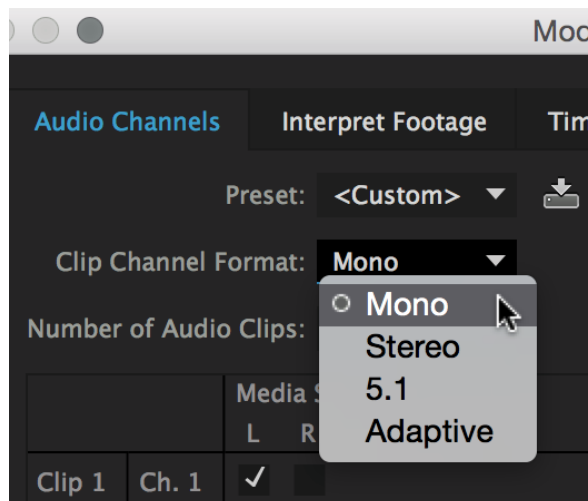 Mod
Audio Channels Interpret Footage Tim
Preset: <Custom>
Clip Channel Format: Mono
Mono
Number of Audio Clips:
Stereo
5.1
Media S
Adaptive
L R
Clip 1 Ch. 1